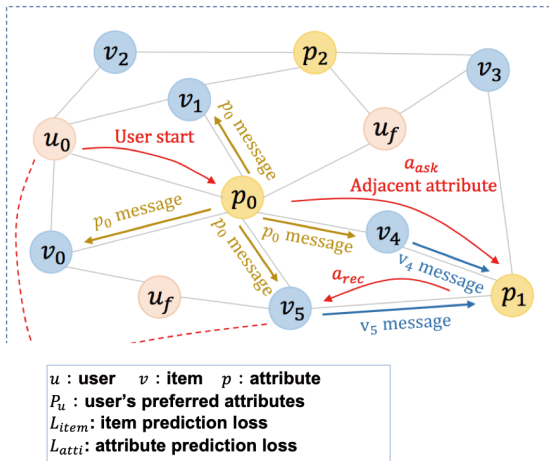 v₂
p₂
v₃
v₁
u₀
User start
p₀ message
u_f
a_ask
Adjacent attribute
p₀
p₀ message
p₀ message
p₀ message
v₄
v₀
v₄ message
u_f
a_rec
v₅
v₅ message
p₁
u : user v : item p : attribute
P_u : user's preferred attributes
L_item: item prediction loss
L_atti: attribute prediction loss